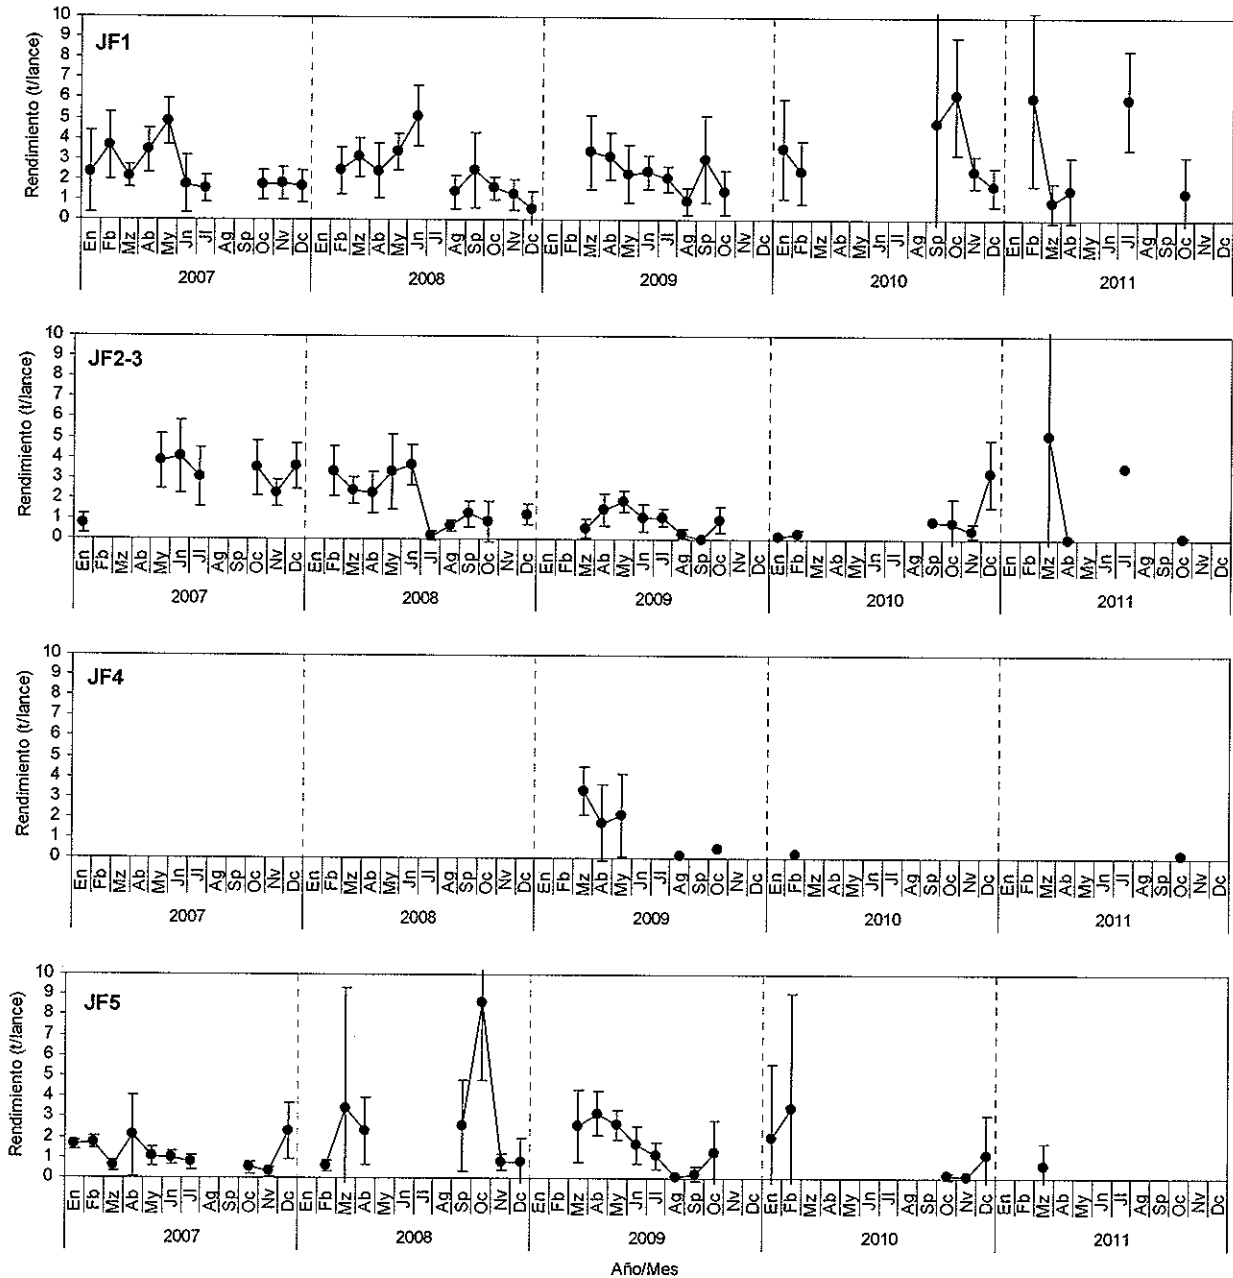 JF1
Rendimiento (t/lance)
10
9
8
7
6
5
4
3
2
1
0
En Fb Mz Ab My Jn Jl Ag Sp Oc Nv Dc En Fb Mz Ab My Jn Jl Ag Sp Oc Nv Dc En Fb Mz Ab My Jn Jl Ag Sp Oc Nv Dc En Fb Mz Ab My Jn Jl Ag Sp Oc Nv Dc En Fb Mz Ab My Jn Jl Ag Sp Oc Nv Dc
2007 2008 2009 2010 2011
JF2-3
Rendimiento (t/lance)
10
9
8
7
6
5
4
3
2
1
0
En Fb Mz Ab My Jn Jl Ag Sp Oc Nv Dc En Fb Mz Ab My Jn Jl Ag Sp Oc Nv Dc En Fb Mz Ab My Jn Jl Ag Sp Oc Nv Dc En Fb Mz Ab My Jn Jl Ag Sp Oc Nv Dc En Fb Mz Ab My Jn Jl Ag Sp Oc Nv Dc
2007 2008 2009 2010 2011
JF4
Rendimiento (t/lance)
10
9
8
7
6
5
4
3
2
1
0
En Fb Mz Ab My Jn Jl Ag Sp Oc Nv Dc En Fb Mz Ab My Jn Jl Ag Sp Oc Nv Dc En Fb Mz Ab My Jn Jl Ag Sp Oc Nv Dc En Fb Mz Ab My Jn Jl Ag Sp Oc Nv Dc En Fb Mz Ab My Jn Jl Ag Sp Oc Nv Dc
2007 2008 2009 2010 2011
JF5
Rendimiento (t/lance)
10
9
8
7
6
5
4
3
2
1
0
En Fb Mz Ab My Jn Jl Ag Sp Oc Nv Dc En Fb Mz Ab My Jn Jl Ag Sp Oc Nv Dc En Fb Mz Ab My Jn Jl Ag Sp Oc Nv Dc En Fb Mz Ab My Jn Jl Ag Sp Oc Nv Dc En Fb Mz Ab My Jn Jl Ag Sp Oc Nv Dc
2007 2008 2009 2010 2011
Año/Mes